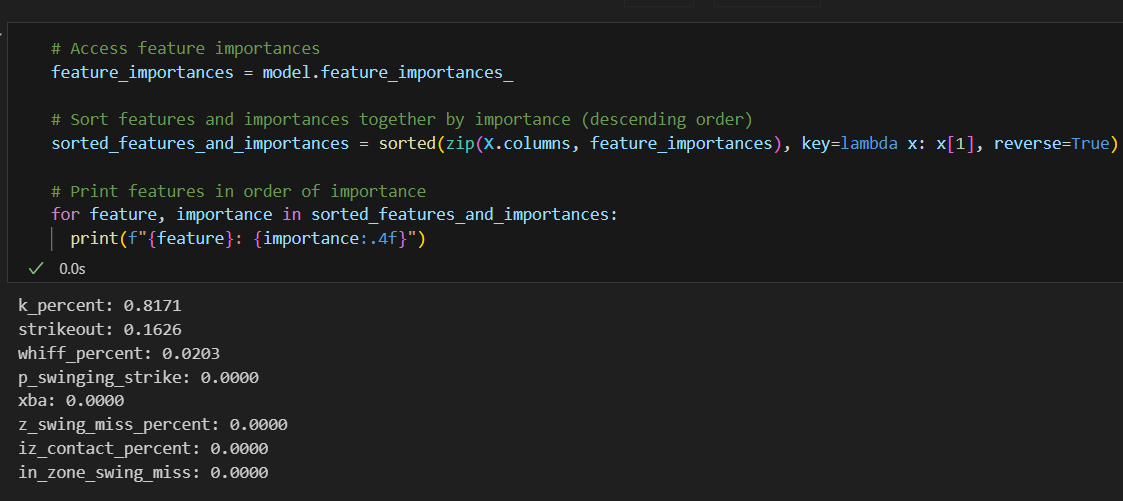 # Access feature importances
feature_importances = model.feature_importances_
# Sort features and importances together by importance (descending order)
sorted_features_and_importances = sorted(zip(X.columns, feature_importances), key=lambda x: x[1], reverse=True)
# Print features in order of importance
for feature, importance in sorted_features_and_importances:
  print(f"{feature}: {importance:.4f}")
0.0s
k_percent: 0.8171
strikeout: 0.1626
whiff_percent: 0.0203
p_swinging_strike: 0.0000
xba: 0.0000
z_swing_miss_percent: 0.0000
iz_contact_percent: 0.0000
in_zone_swing_miss: 0.0000